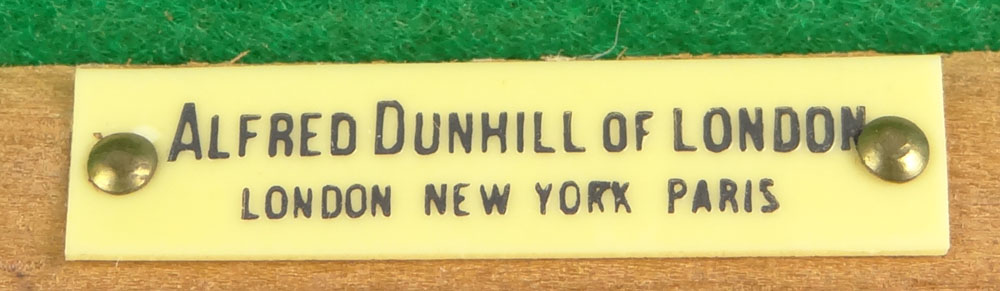 ALFRED DUNHILL OF LONDON
LONDON NEW YORK PARIS